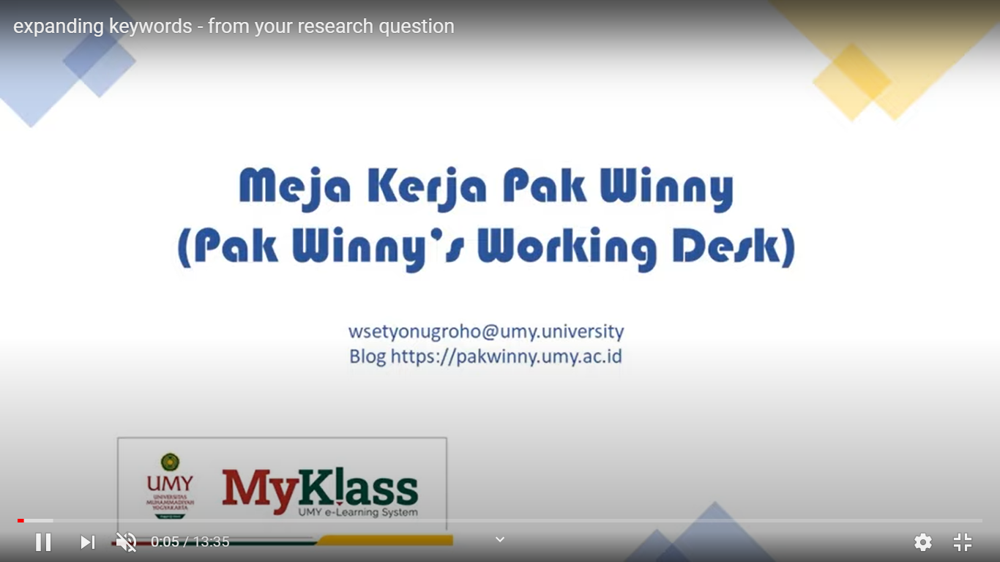 expanding keywords - from your research question
Meja Kerja Pak Winny
(Pak Winny's Working Desk)
wsetyonugroho@umy.university
Blog https://pakwinny.umy.ac.id
UMY
UNIVERSITAS
MUHAMMADIYAH
YOGYAKARTA
MyKlass
UMY e-Learning System
0:05 / 13:35